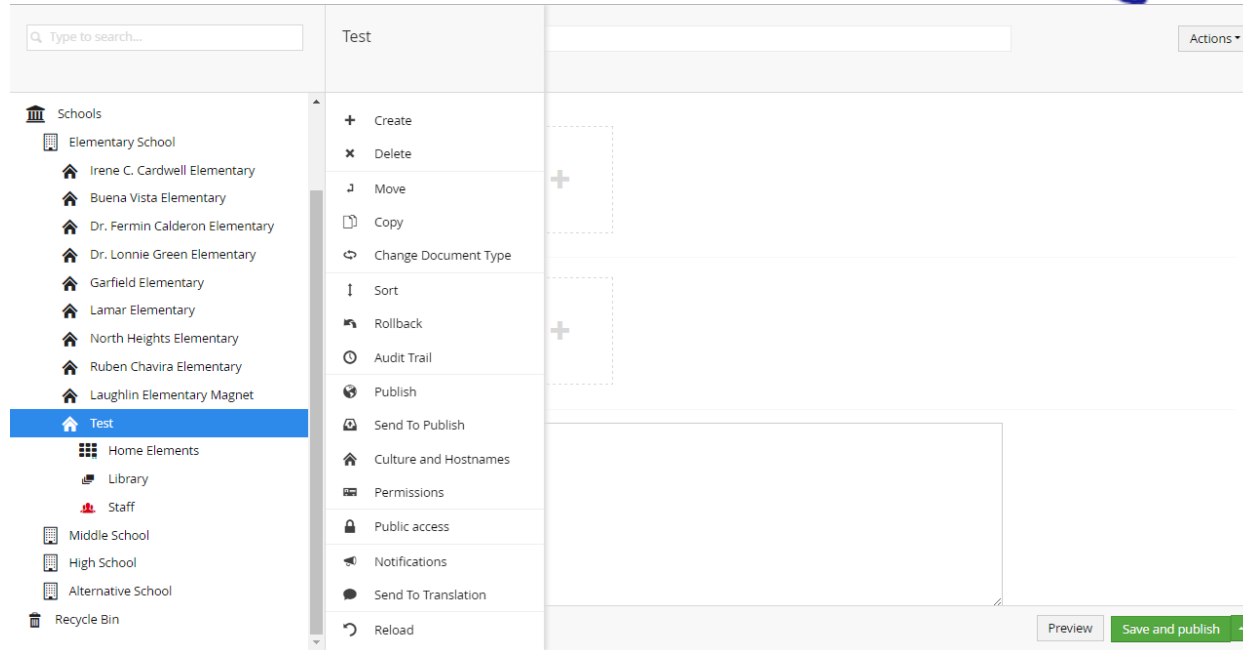 Type to search...
Test
Actions
Schools
Elementary School
Irene C. Cardwell Elementary
Buena Vista Elementary
Dr. Fermin Calderon Elementary
Dr. Lonnie Green Elementary
Garfield Elementary
Lamar Elementary
North Heights Elementary
Ruben Chavira Elementary
Laughlin Elementary Magnet
Test
Home Elements
Library
Staff
Middle School
High School
Alternative School
Recycle Bin
Create
Delete
Move
Copy
Change Document Type
Sort
Rollback
Audit Trail
Publish
Send To Publish
Culture and Hostnames
Permissions
Public access
Notifications
Send To Translation
Reload
Preview
Save and publish